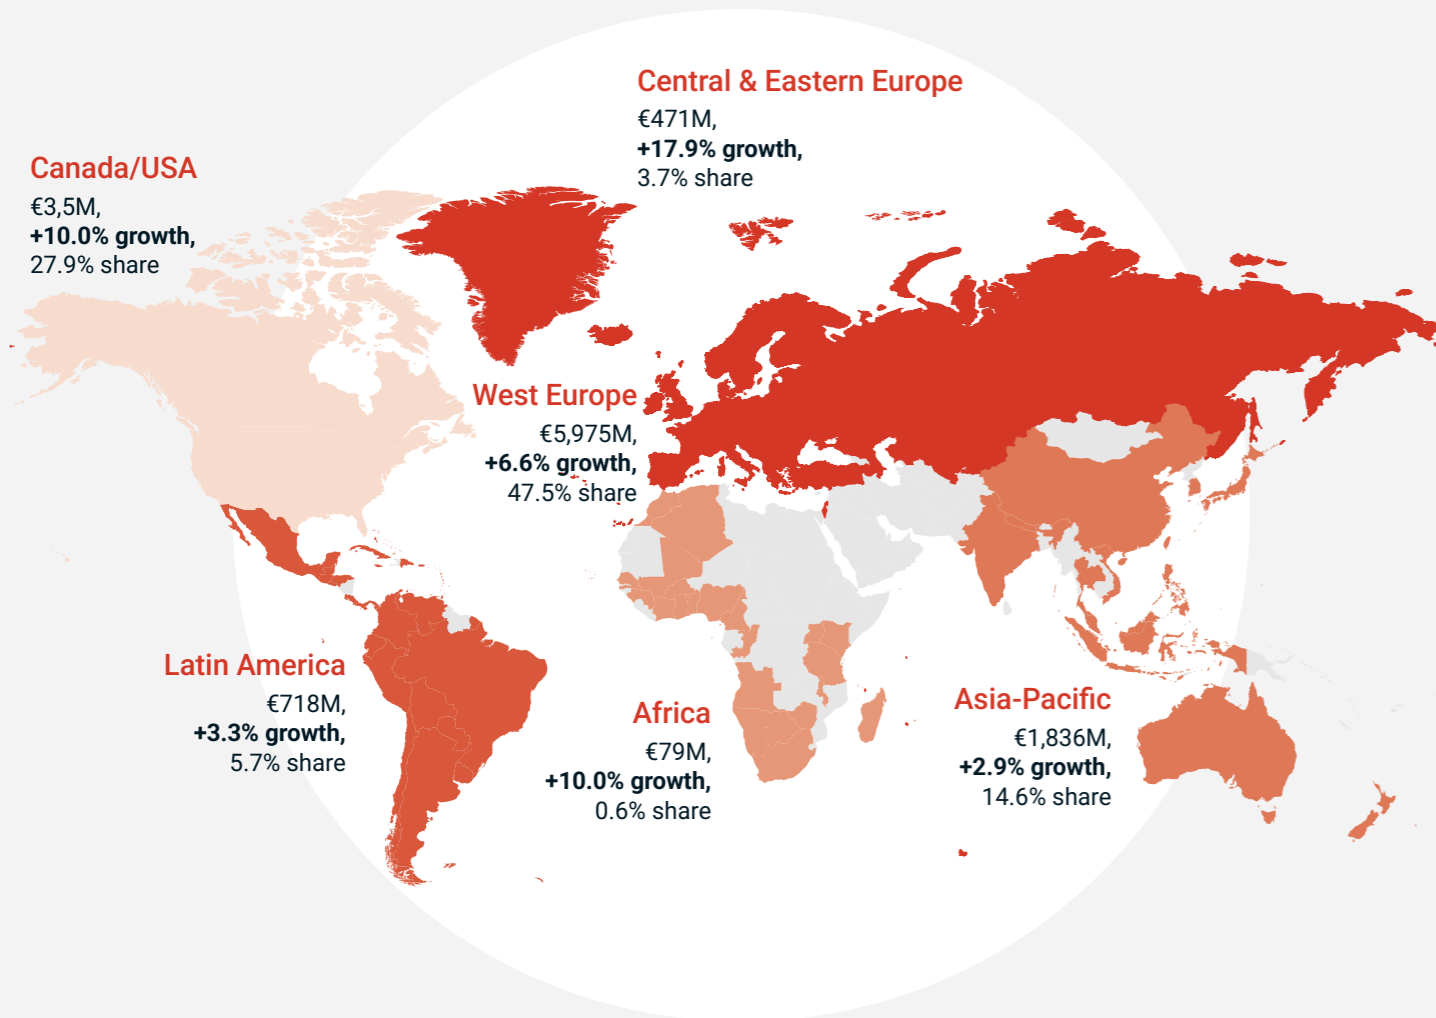 Central & Eastern Europe
€471M,
+17.9% growth,
3.7% share
Canada/USA
€3,5M,
+10.0% growth,
27.9% share
West Europe
€5,975M,
+6.6% growth,
47.5% share
Latin America
€718M,
+3.3% growth,
5.7% share
Africa
€79M,
+10.0% growth,
0.6% share
Asia-Pacific
€1,836M,
+2.9% growth,
14.6% share